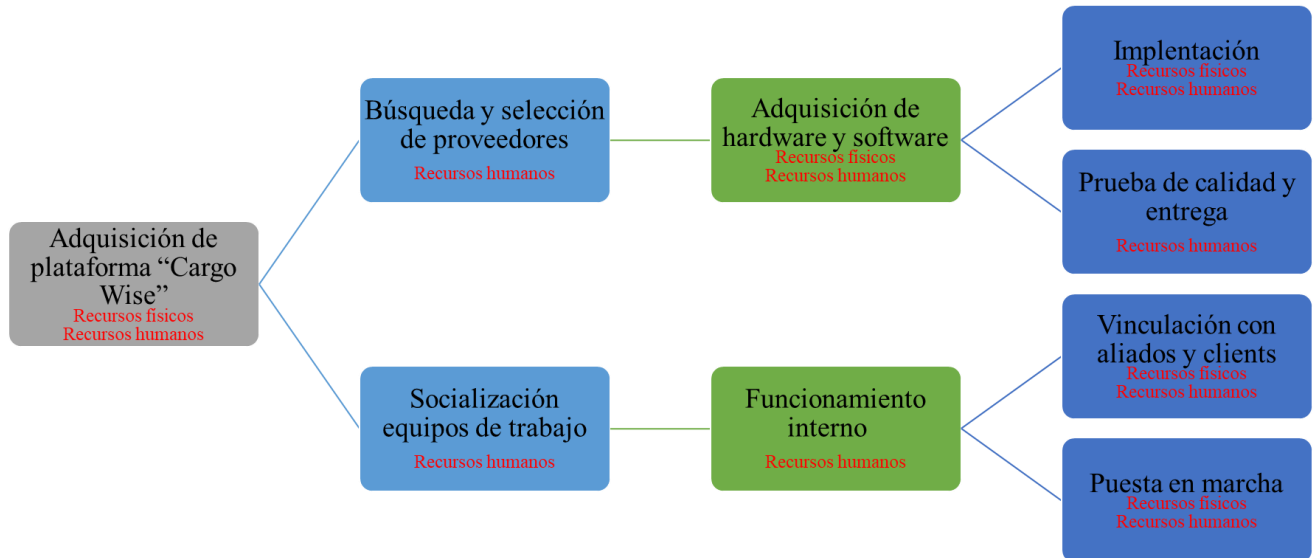 Adquisición de
plataforma “Cargo
Wise”
Recursos físicos
Recursos humanos
Búsqueda y selección
de proveedores
Recursos humanos
Adquisición de
hardware y software
Recursos físicos
Recursos humanos
Implentación
Recursos físicos
Recursos humanos
Prueba de calidad y
entrega
Recursos humanos
Socialización
equipos de trabajo
Recursos humanos
Funcionamiento
interno
Recursos humanos
Vinculación con
aliados y clients
Recursos físicos
Recursos humanos
Puesta en marcha
Recursos físicos
Recursos humanos